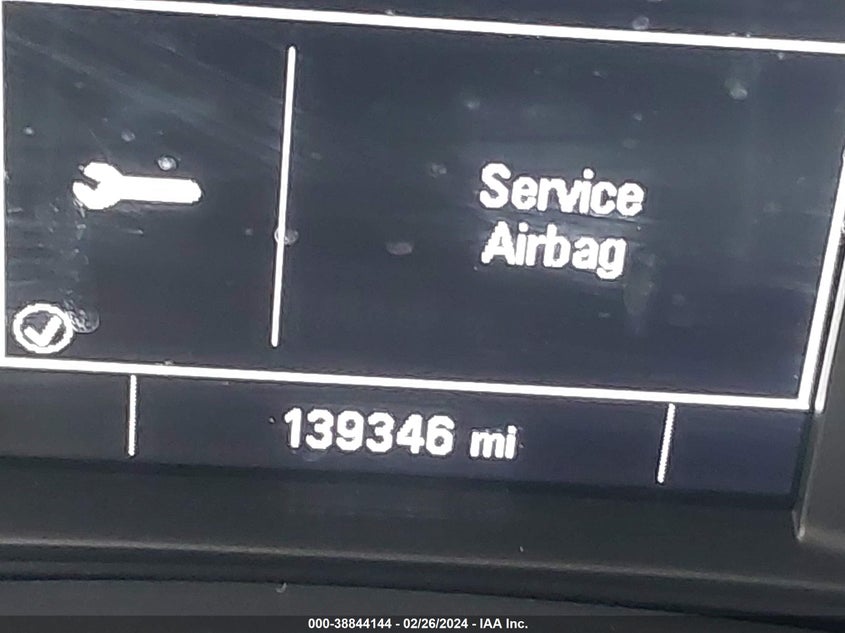 Service
Airbag
139346 mi
000-38844144 - 02/26/2024 - IAA Inc.